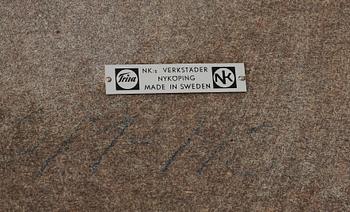 Triva NK:s VERKSTÄDER NK
NYKÖPING
MADE IN SWEDEN